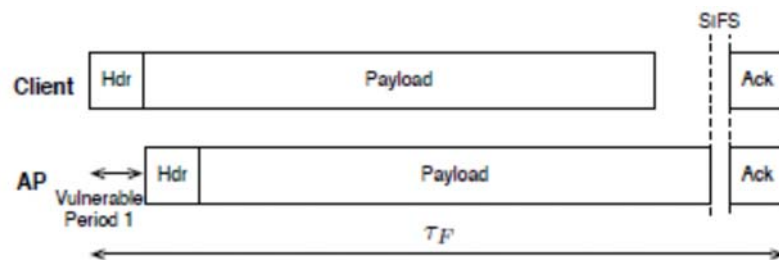 SIFS
Client Hdr Payload Ack
AP Hdr Payload Ack
Vulnerable
Period 1
τF